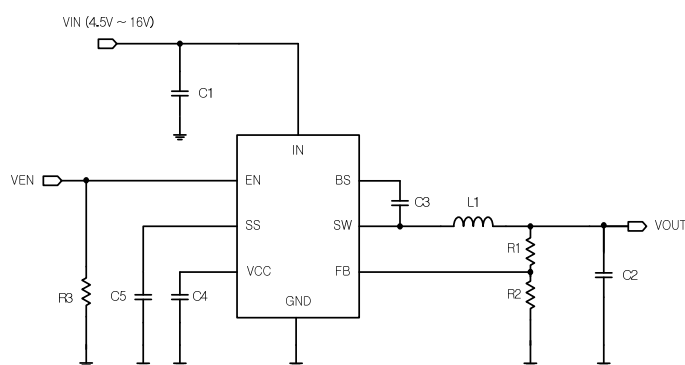 VIN (4.5V ~ 16V)
C1
IN
VEN
EN
BS
C3
L1
SS
SW
VOUT
R1
VCC
FB
C2
R3
C5
C4
R2
GND